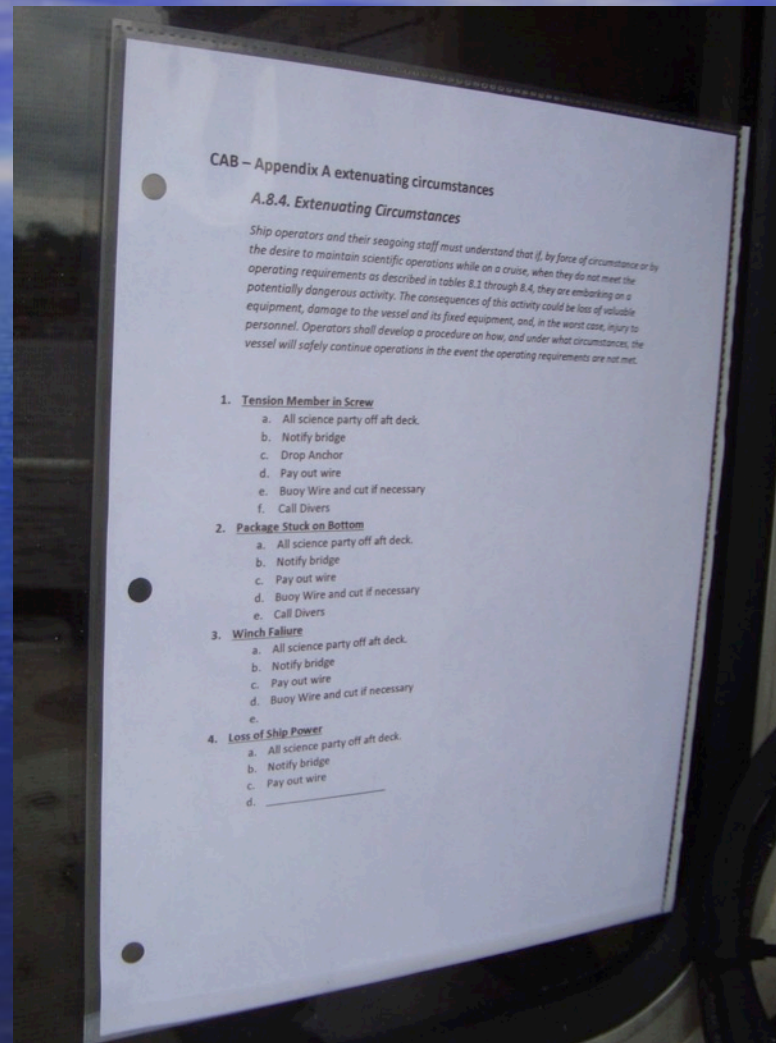 CAB – Appendix A extenuating circumstances
A.8.4. Extenuating Circumstances
Ship operators and their seagoing staff must understand that if, by force of circumstance or by
the desire to maintain scientific operations while on a cruise, when they do not meet the
operating requirements as described in tables 8.1 through 8.4, they are embarking on a
potentially dangerous activity. The consequences of this activity could be loss of valuable
equipment, damage to the vessel and its fixed equipment, and, in the worst case, injury to
personnel. Operators shall develop a procedure on how, and under what circumstances, the
vessel will safely continue operations in the event the operating requirements are not met.
1. Tension Member in Screw
a. All science party off aft deck.
b. Notify bridge
c. Drop Anchor
d. Pay out wire
e. Buoy Wire and cut if necessary
f. Call Divers
2. Package Stuck on Bottom
a. All science party off aft deck.
b. Notify bridge
c. Pay out wire
d. Buoy Wire and cut if necessary
e. Call Divers
3. Winch Faliure
a. All science party off aft deck.
b. Notify bridge
c. Pay out wire
d. Buoy Wire and cut if necessary
e.
4. Loss of Ship Power
a. All science party off aft deck.
b. Notify bridge
c. Pay out wire
d. ____________________